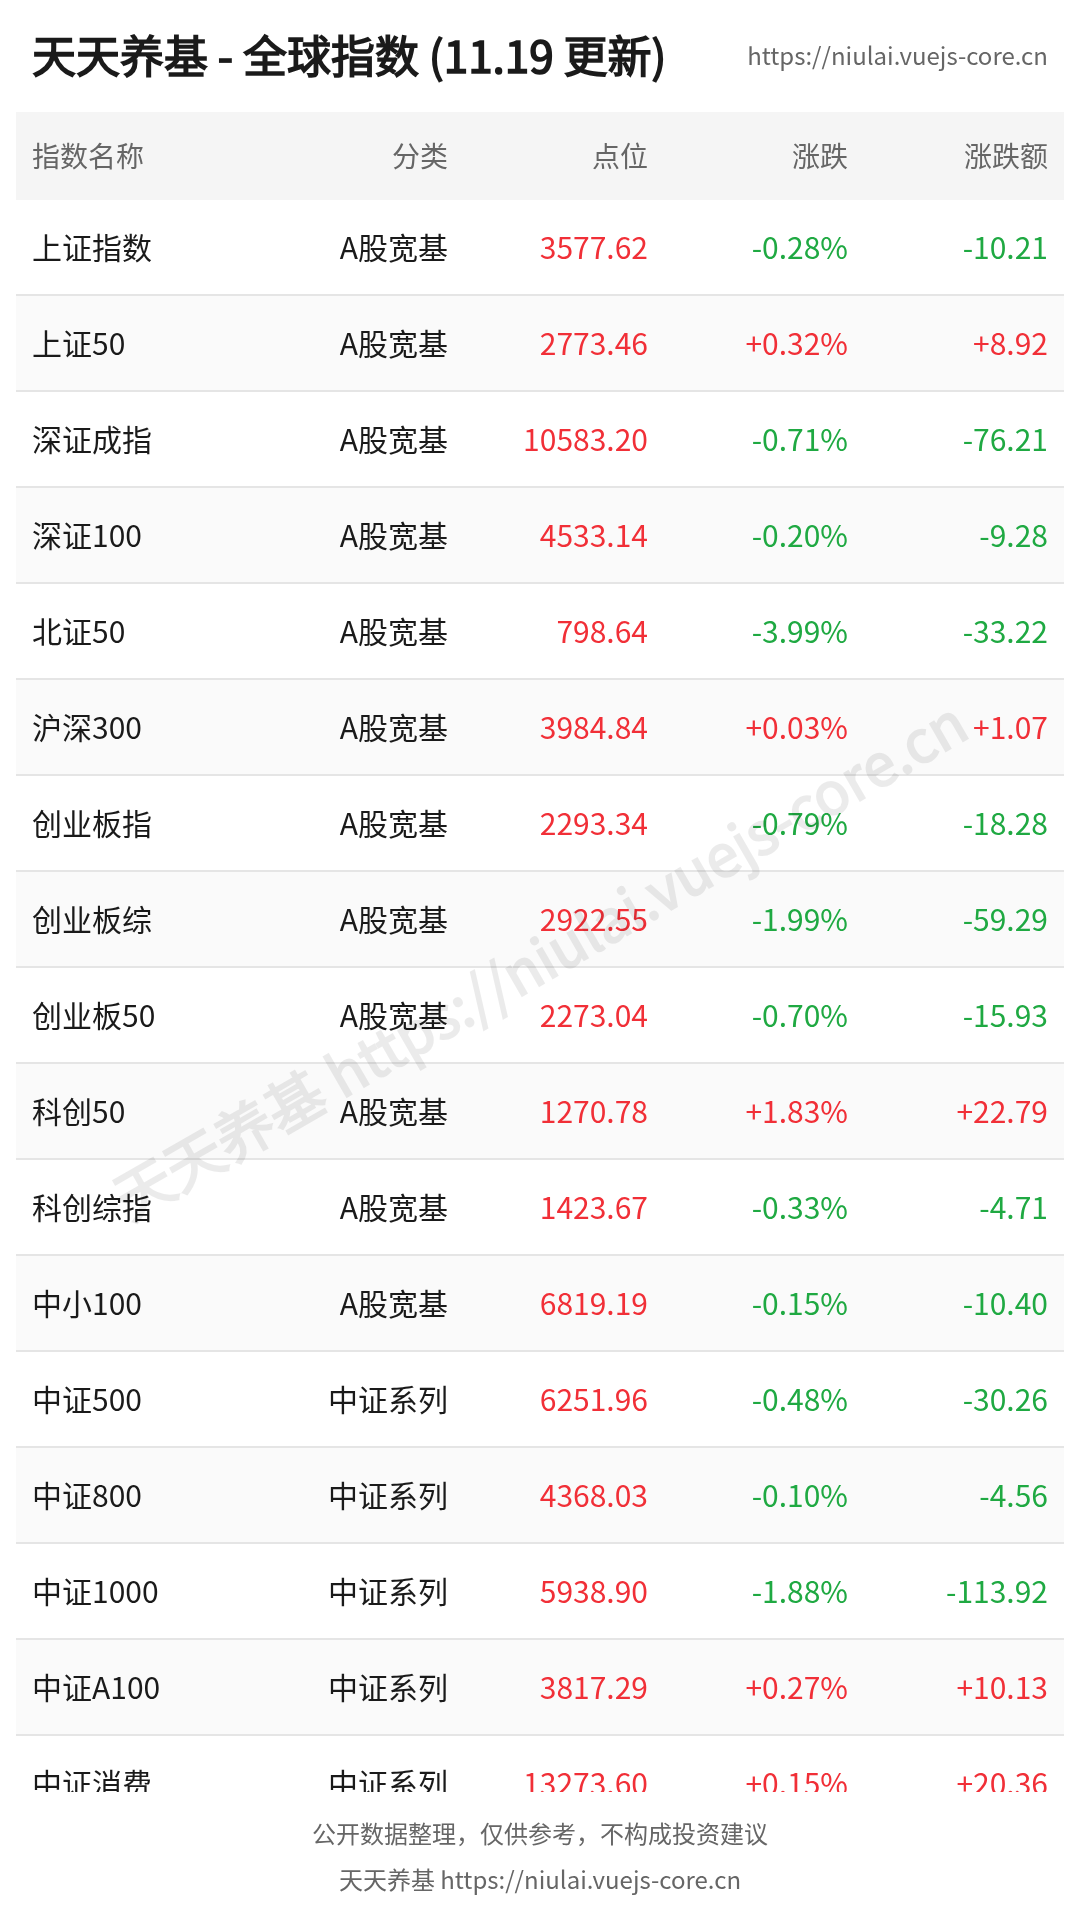 天天养基 - 全球指数 (11.19 更新) https://niulai.vuejs-core.cn
指数名称 分类 点位 涨跌 涨跌额
上证指数 A股宽基 3577.62 -0.28% -10.21
上证50 A股宽基 2773.46 +0.32% +8.92
深证成指 A股宽基 10583.20 -0.71% -76.21
深证100 A股宽基 4533.14 -0.20% -9.28
北证50 A股宽基 798.64 -3.99% -33.22
沪深300 A股宽基 3984.84 +0.03% +1.07
创业板指 A股宽基 2293.34 -0.79% -18.28
创业板综 A股宽基 2922.55 -1.99% -59.29
创业板50 A股宽基 2273.04 -0.70% -15.93
科创50 A股宽基 1270.78 +1.83% +22.79
科创综指 A股宽基 1423.67 -0.33% -4.71
中小100 A股宽基 6819.19 -0.15% -10.40
中证500 中证系列 6251.96 -0.48% -30.26
中证800 中证系列 4368.03 -0.10% -4.56
中证1000 中证系列 5938.90 -1.88% -113.92
中证A100 中证系列 3817.29 +0.27% +10.13
中证消费 中证系列 13273.60 +0.15% +20.36
天天养基 https://niulai.vuejs-core.cn
公开数据整理，仅供参考，不构成投资建议
天天养基 https://niulai.vuejs-core.cn